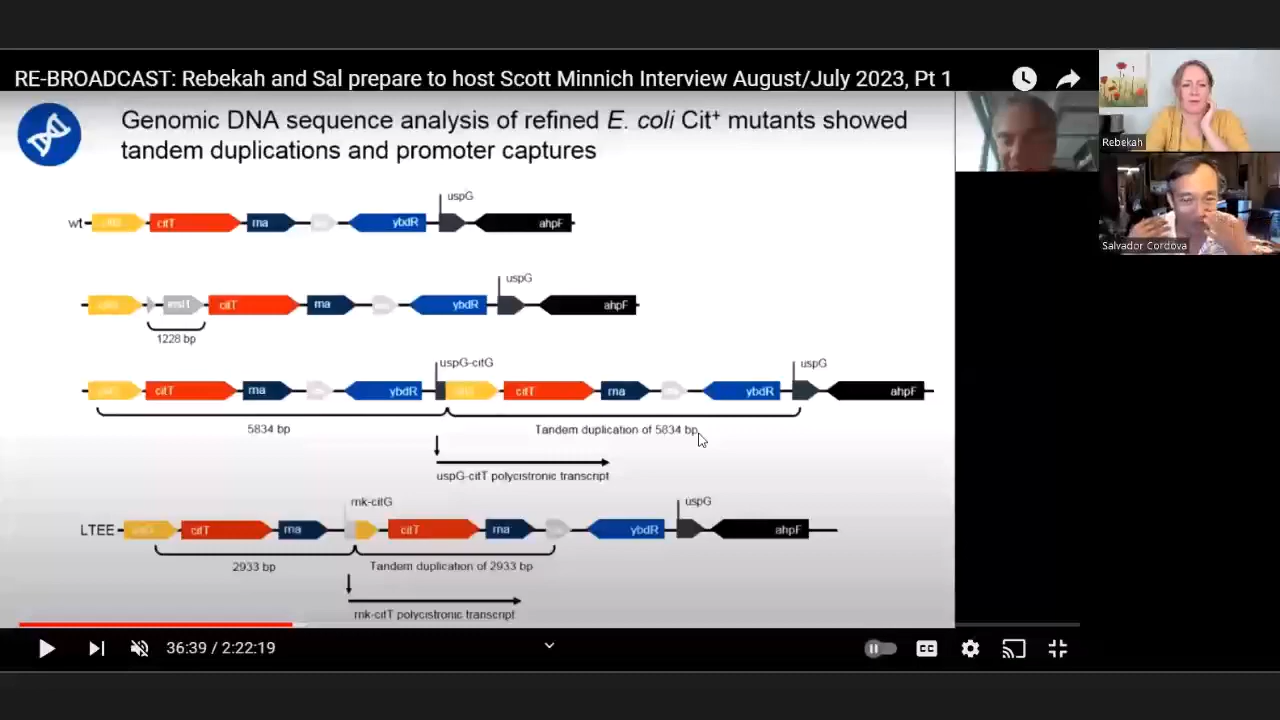 RE-BROADCAST: Rebekah and Sal prepare to host Scott Minnich Interview August/July 2023, Pt 1
Genomic DNA sequence analysis of refined E. coli Cit⁺ mutants showed
tandem duplications and promoter captures
Rebekah
Salvador Cordova
uspG
wt citT rna ybdR ahpF
uspG
citT rna ybdR ahpF
1228 bp
uspG-citG uspG
citT rna ybdR citT rna ybdR ahpF
5834 bp Tandem duplication of 5834 bp
uspG-citT polycistronic transcript
rnk-citG uspG
LTEE citT rna citT rna ybdR ahpF
2933 bp Tandem duplication of 2933 bp
rnk-citT polycistronic transcript
36:39 / 2:22:19
CC